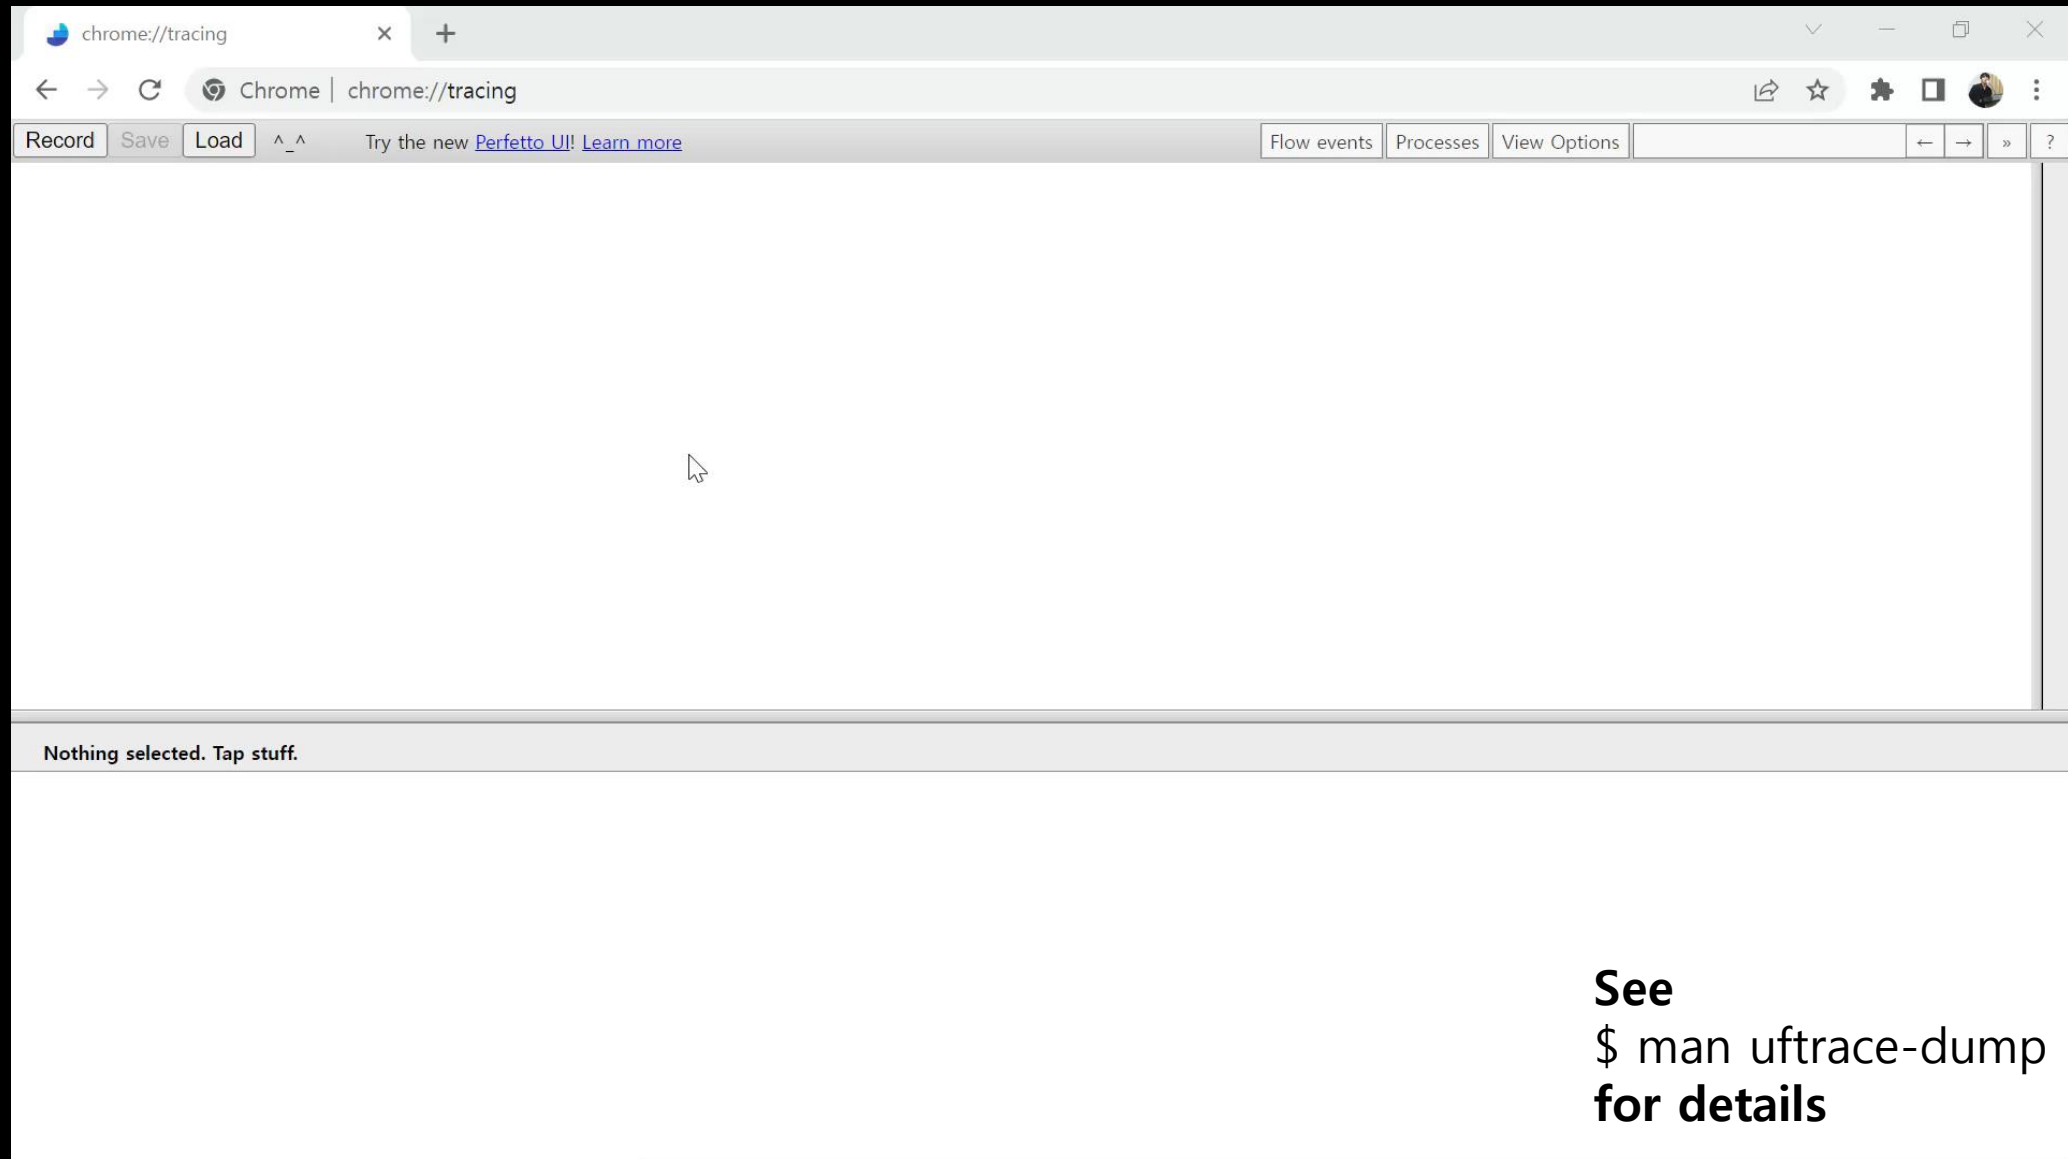 chrome://tracing
Chrome | chrome://tracing
Record Save Load ^_^ Try the new Perfetto UI! Learn more Flow events Processes View Options ← → » ?
Nothing selected. Tap stuff.
See
$ man uftrace-dump
for details